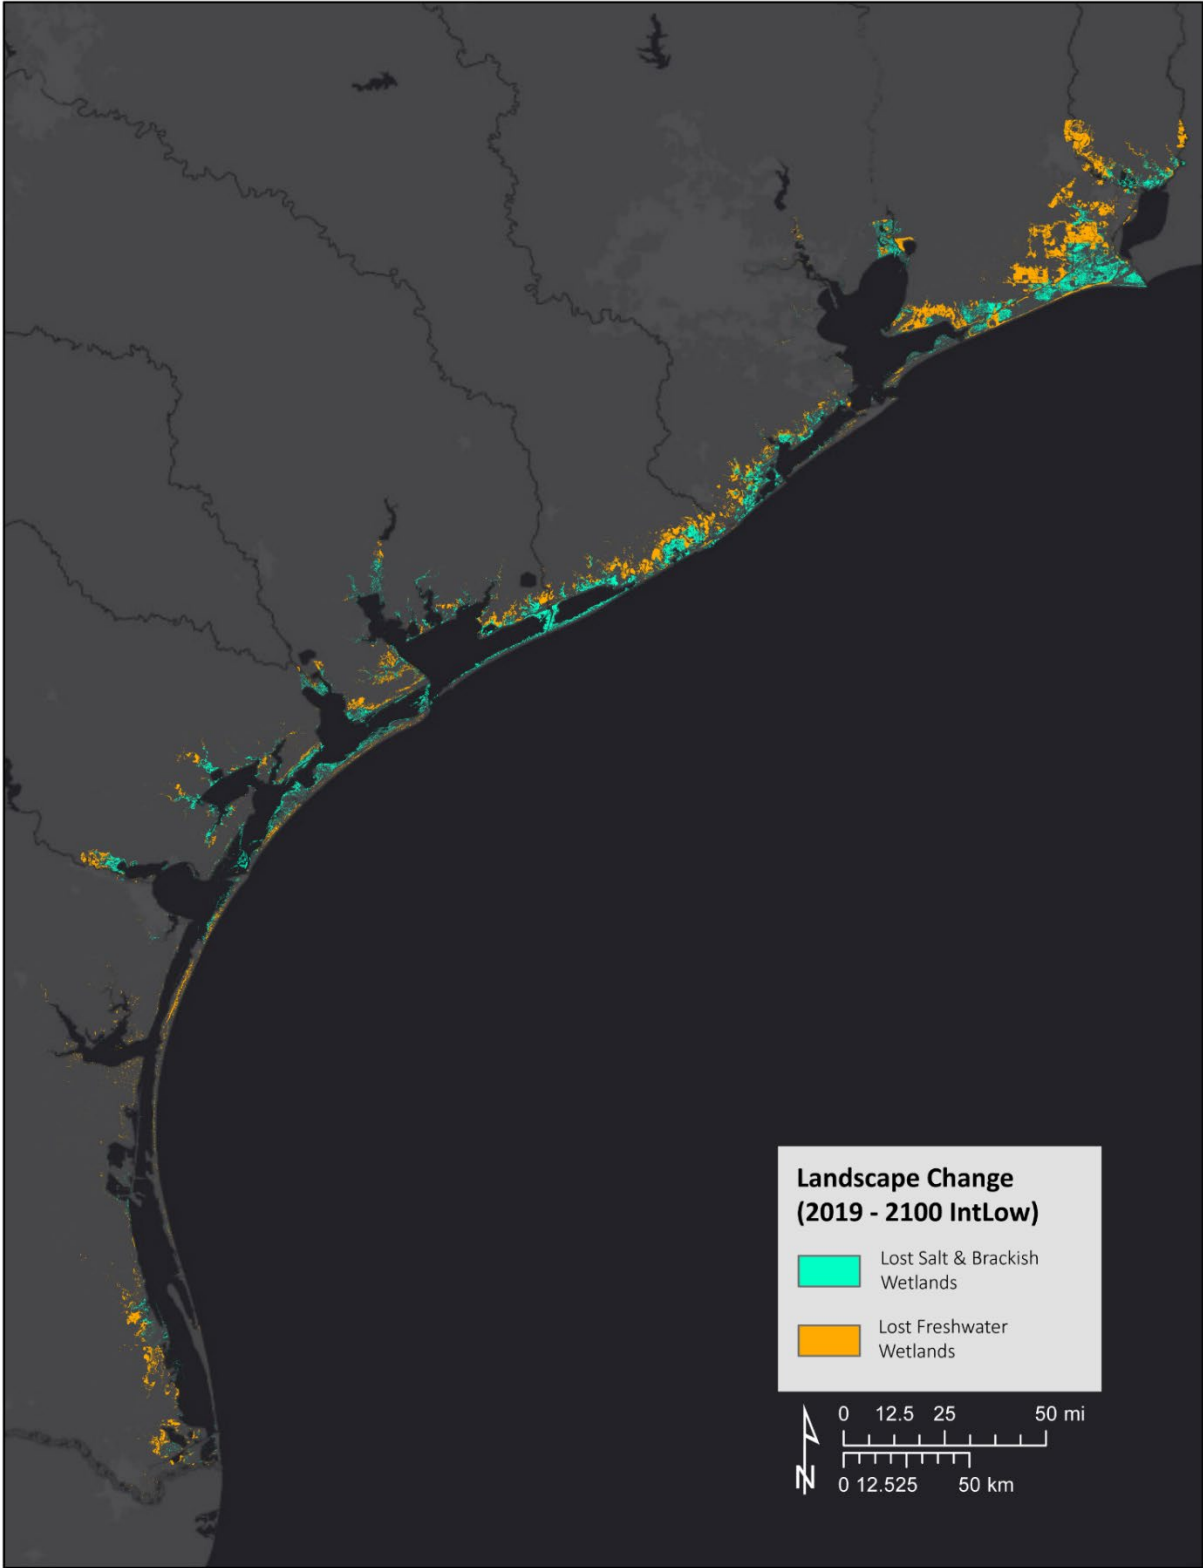 Landscape Change
(2019 - 2100 IntLow)
Lost Salt & Brackish
Wetlands
Lost Freshwater
Wetlands
0 12.5 25 50 mi
N
0 12.525 50 km